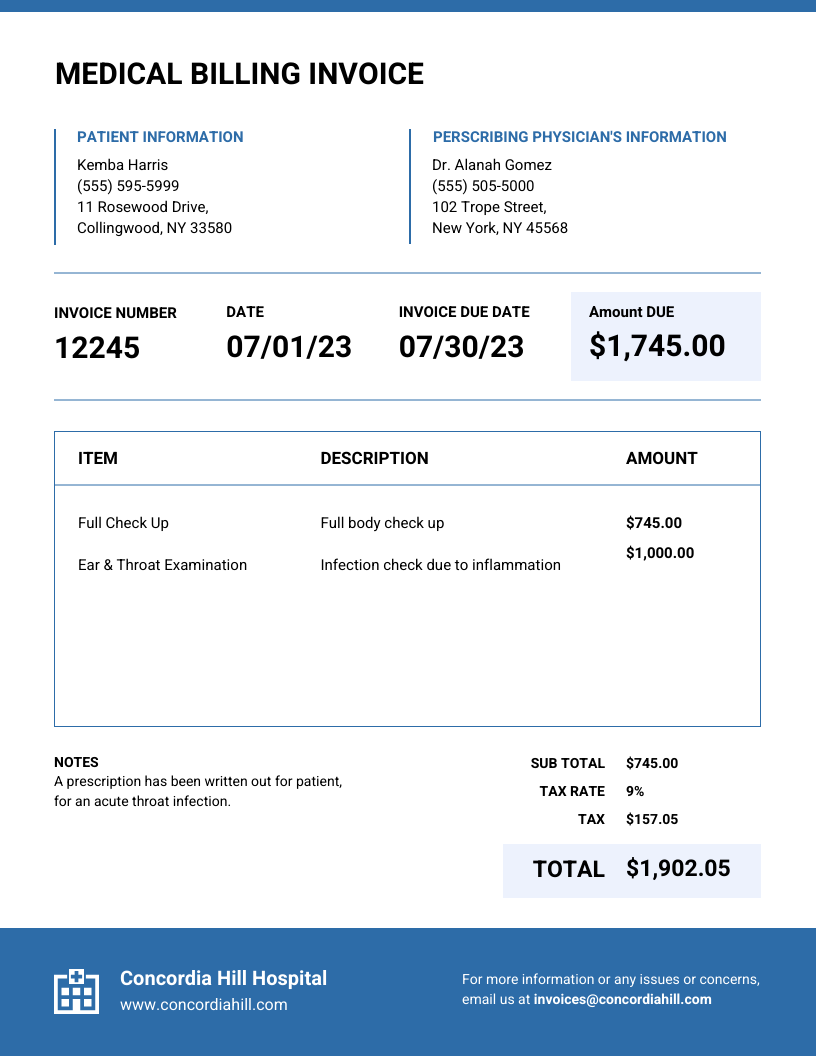 MEDICAL BILLING INVOICE
PATIENT INFORMATION
Kemba Harris
(555) 595-5999
11 Rosewood Drive,
Collingwood, NY 33580
PERSCRIBING PHYSICIAN'S INFORMATION
Dr. Alanah Gomez
(555) 505-5000
102 Trope Street,
New York, NY 45568
INVOICE NUMBER
12245
DATE
07/01/23
INVOICE DUE DATE
07/30/23
Amount DUE
$1,745.00
ITEM DESCRIPTION AMOUNT
Full Check Up Full body check up $745.00
Ear & Throat Examination Infection check due to inflammation $1,000.00
NOTES
A prescription has been written out for patient,
for an acute throat infection.
SUB TOTAL $745.00
TAX RATE 9%
TAX $157.05
TOTAL $1,902.05
Concordia Hill Hospital
www.concordiahill.com
For more information or any issues or concerns,
email us at invoices@concordiahill.com